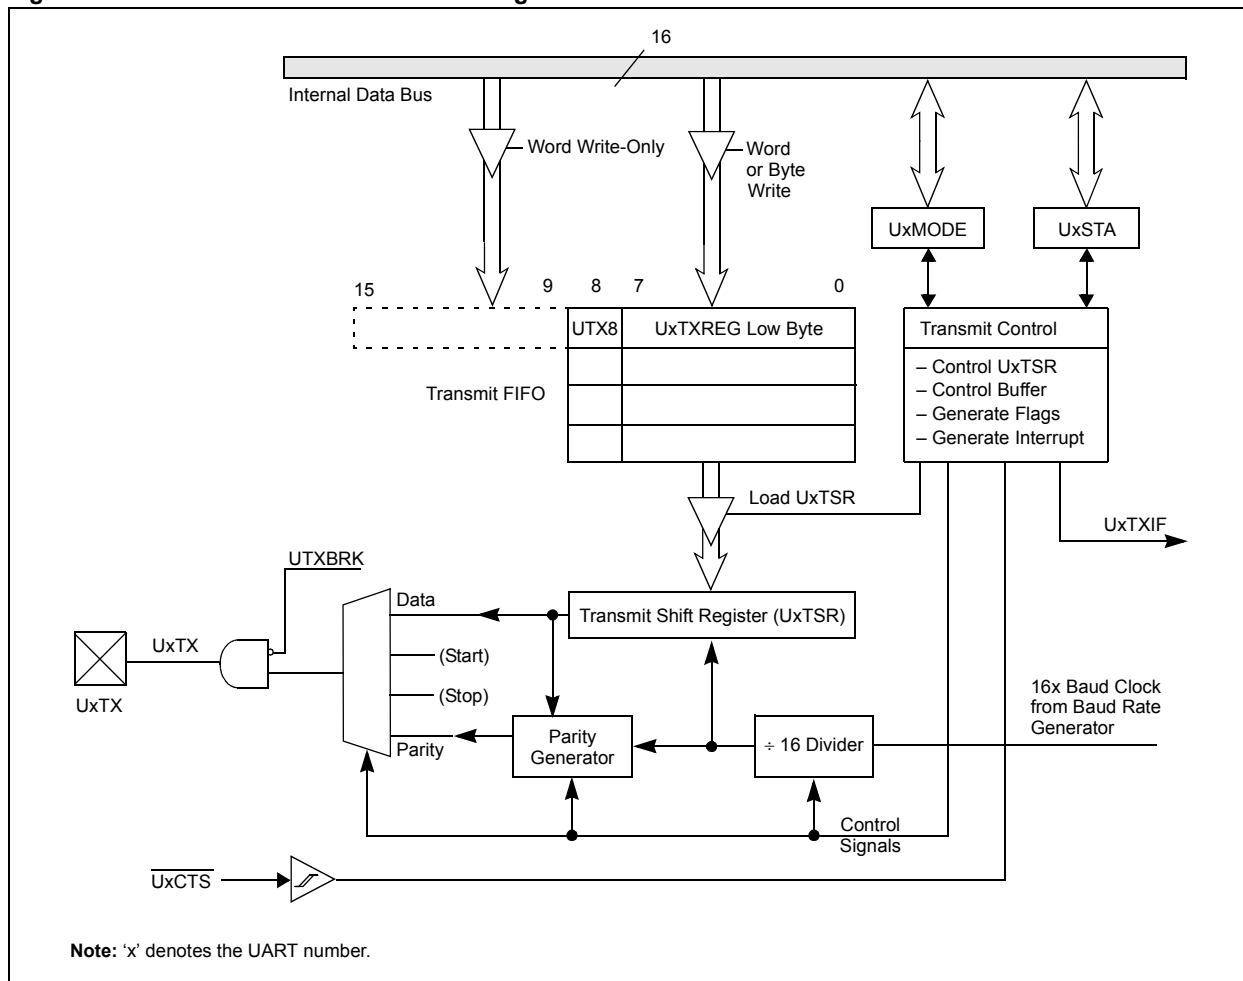 16
Internal Data Bus
Word Write-Only
Word
or Byte
Write
UxMODE
UxSTA
15
9
8
7
0
UTX8
UxTXREG Low Byte
Transmit Control
– Control UxTSR
– Control Buffer
– Generate Flags
– Generate Interrupt
Transmit FIFO
Load UxTSR
UxTXIF
UTXBRK
Data
Transmit Shift Register (UxTSR)
UxTX
(Start)
(Stop)
UxTX
16x Baud Clock
from Baud Rate
Generator
Parity
Parity
Generator
÷ 16 Divider
Control
Signals
UxCTS
Note: ‘x’ denotes the UART number.